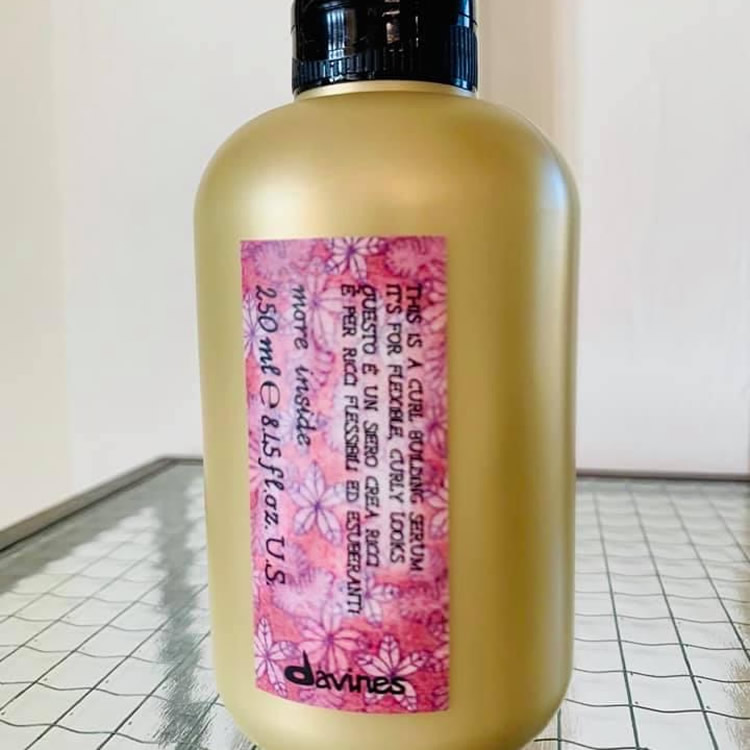 THIS IS A CURL BUILDING SERUM
IT'S FOR FLEXIBLE, CURLY LOOKS
QUESTO È UN SIERO CREA RICCI
È PER RICCI FLESSIBILI ED ESUBERANTI
more inside
250 ml ℮ 8.45 fl.oz. U.S.
davines